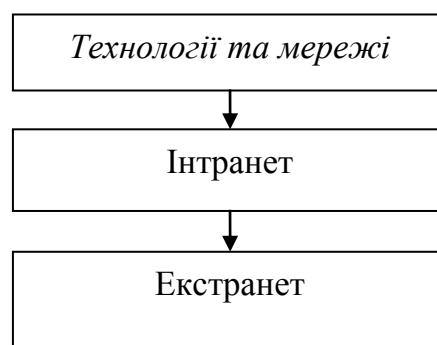 Технології та мережі
Інтранет
Екстранет